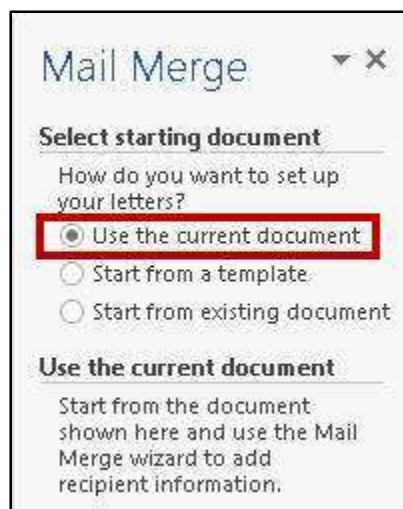 Mail Merge
Select starting document
How do you want to set up
your letters?
Use the current document
Start from a template
Start from existing document
Use the current document
Start from the document
shown here and use the Mail
Merge wizard to add
recipient information.